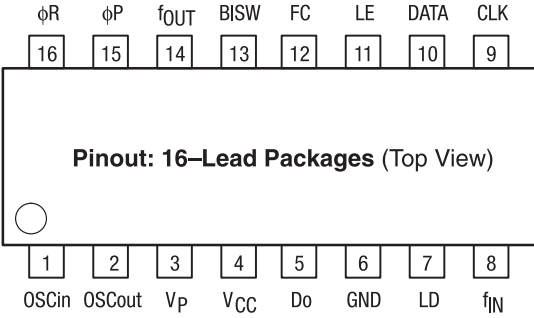 ϕR ϕP fOUT BISW FC LE DATA CLK
16 15 14 13 12 11 10 9
Pinout: 16–Lead Packages (Top View)
1 2 3 4 5 6 7 8
OSCin OSCout VP VCC Do GND LD fIN